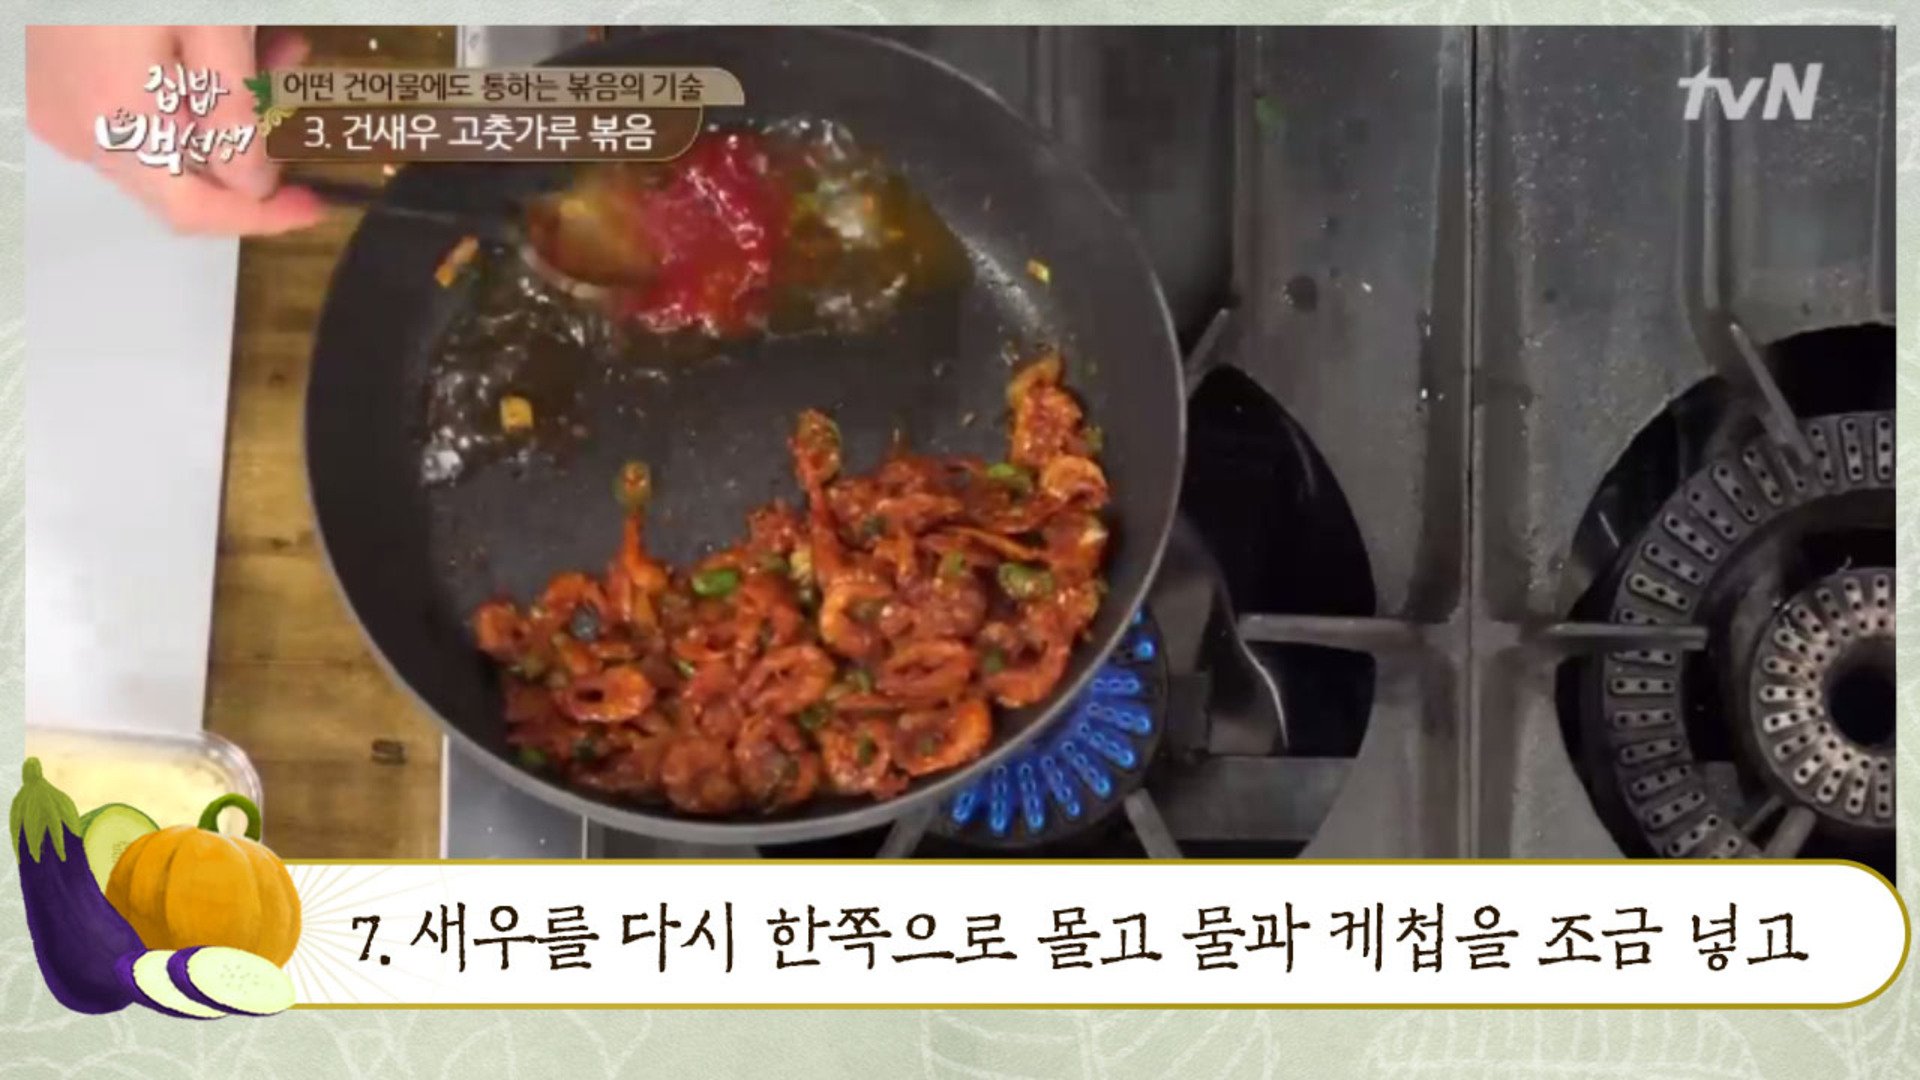 집밥
백선생
어떤 건어물에도 통하는 볶음의 기술
3. 건새우 고춧가루 볶음
tvN
7. 새우를 다시 한쪽으로 몰고 물과 케첩을 조금 넣고